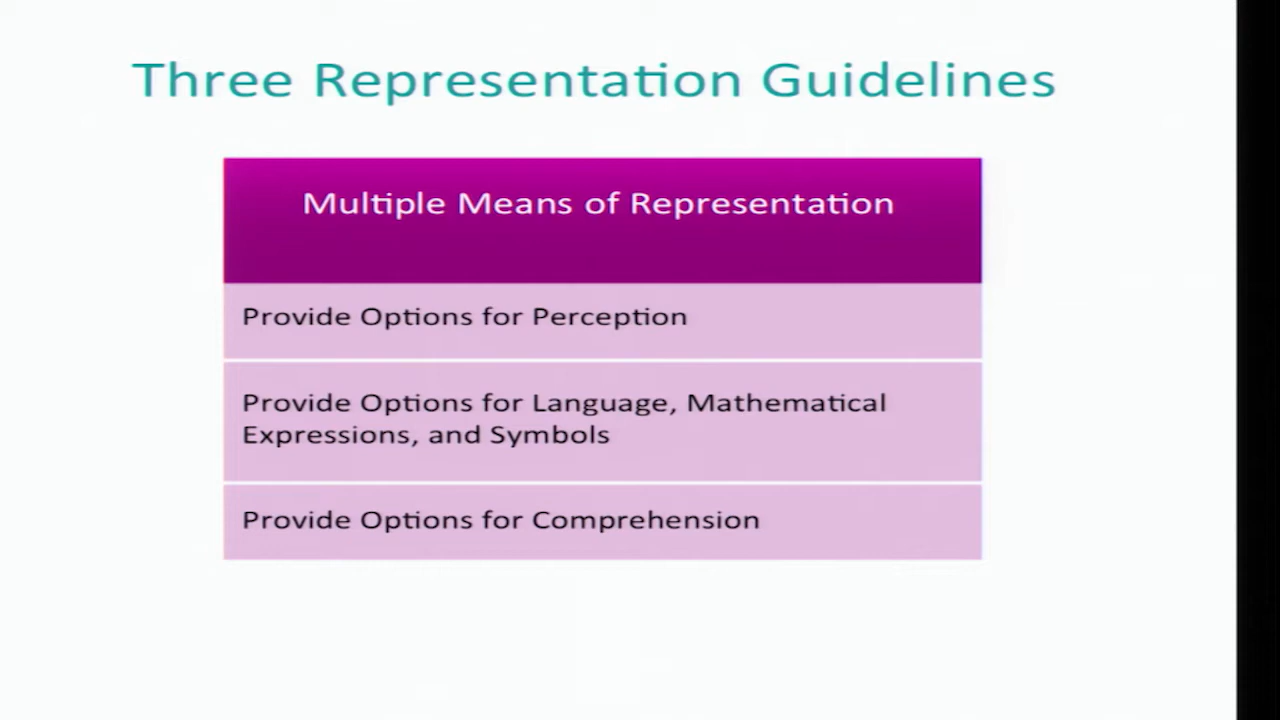 Three Representation Guidelines
Multiple Means of Representation
Provide Options for Perception
Provide Options for Language, Mathematical
Expressions, and Symbols
Provide Options for Comprehension